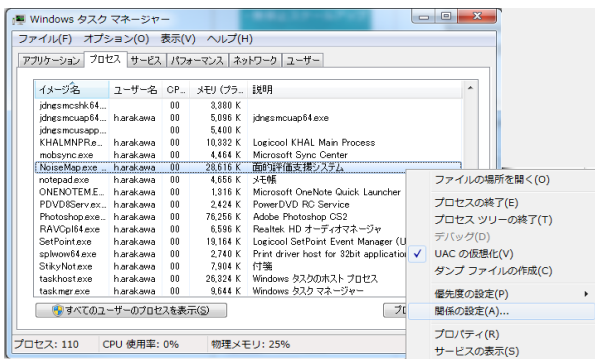 Windows タスク マネージャー
ファイル(F) オプション(O) 表示(V) ヘルプ(H)
アプリケーション プロセス サービス パフォーマンス ネットワーク ユーザー
イメージ名 ユーザー名 CP... メモリ (プラ... 説明
jdngsmcshk64... 00 3,380 K
jdngsmcuap64... h.arakawa 00 5,096 K jdngsmcuap64.exe
jdngsmcusapp... 00 5,400 K
KHALMNPR.e... h.arakawa 00 10,332 K Logicool KHAL Main Process
mobsync.exe h.arakawa 00 4,464 K Microsoft Sync Center
NoiseMap.exe ... h.arakawa 00 28,616 K 面的評価支援システム
notepad.exe h.arakawa 00 4,656 K メモ帳
ONENOTEM.E... h.arakawa 00 1,316 K Microsoft OneNote Quick Launcher
PDVD8Serv.ex... h.arakawa 00 2,424 K PowerDVD RC Service
Photoshop.exe... h.arakawa 00 76,256 K Adobe Photoshop CS2
RAVCpl64.exe h.arakawa 00 6,596 K Realtek HD オーディオマネージャ
SetPoint.exe h.arakawa 00 19,164 K Logicool SetPoint Event Manager (U
splwow64.exe h.arakawa 00 2,740 K Print driver host for 32bit application
StikyNot.exe h.arakawa 00 7,904 K 付箋
taskhost.exe h.arakawa 00 26,324 K Windows タスクのホスト プロセス
taskmgr.exe h.arakawa 00 9,644 K Windows タスク マネージャー
すべてのユーザーのプロセスを表示(S)
プロセス: 110 CPU 使用率: 0% 物理メモリ: 25%
ファイルの場所を開く(O)
プロセスの終了(E)
プロセス ツリーの終了(T)
デバッグ(D)
UAC の仮想化(V)
ダンプ ファイルの作成(C)
優先度の設定(P)
関係の設定(A)...
プロパティ(R)
サービスの表示(S)